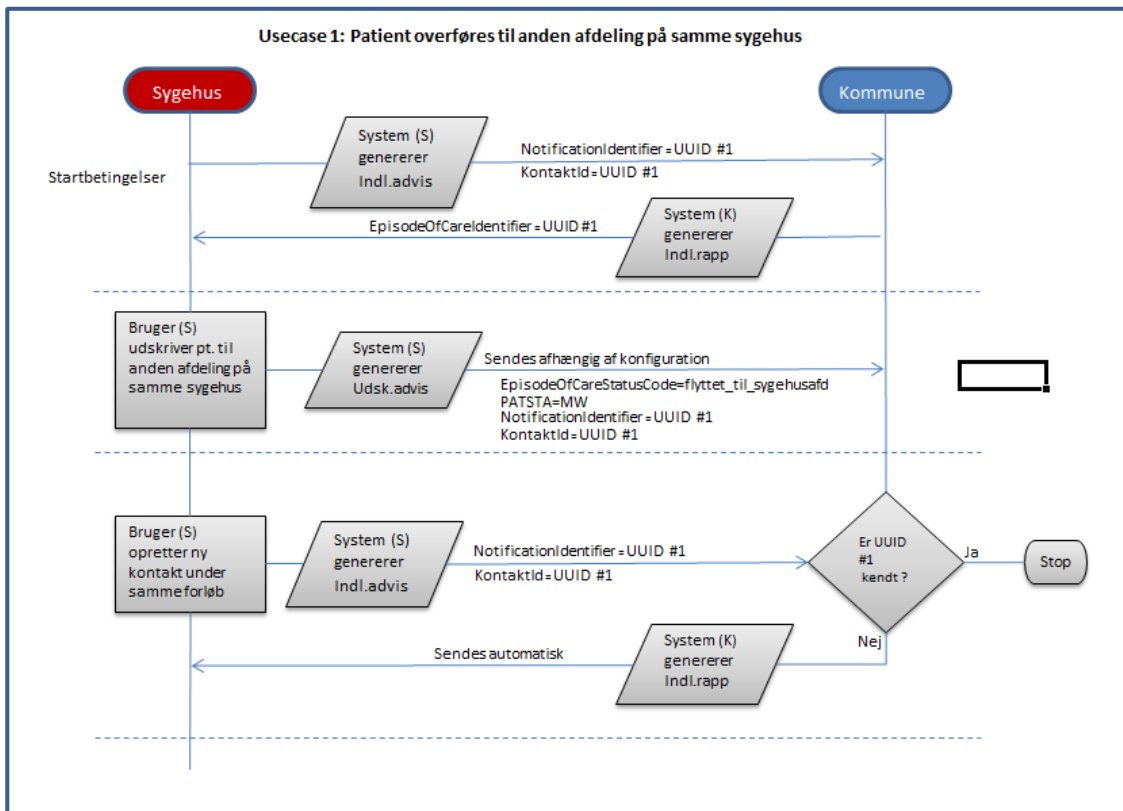 Usecase 1: Patient overføres til anden afdeling på samme sygehus
Sygehus
Kommune
Startbetingelser
System (S)
genererer
Indl.advis
NotificationIdentifier = UUID #1
KontaktId = UUID #1
EpisodeOfCareIdentifier = UUID #1
System (K)
genererer
Indl.rapp
Bruger (S)
udskriver pt. til
anden afdeling på
samme sygehus
System (S)
genererer
Udsk.advis
Sendes afhængig af konfiguration
EpisodeOfCareStatusCode=flyttet_til_sygehusafd
PATSTA=MW
NotificationIdentifier = UUID #1
KontaktId = UUID #1
Bruger (S)
opretter ny
kontakt under
samme forløb
System (S)
genererer
Indl.advis
NotificationIdentifier = UUID #1
KontaktId = UUID #1
Er UUID
#1
kendt ?
Ja
Stop
Nej
System (K)
genererer
Indl.rapp
Sendes automatisk